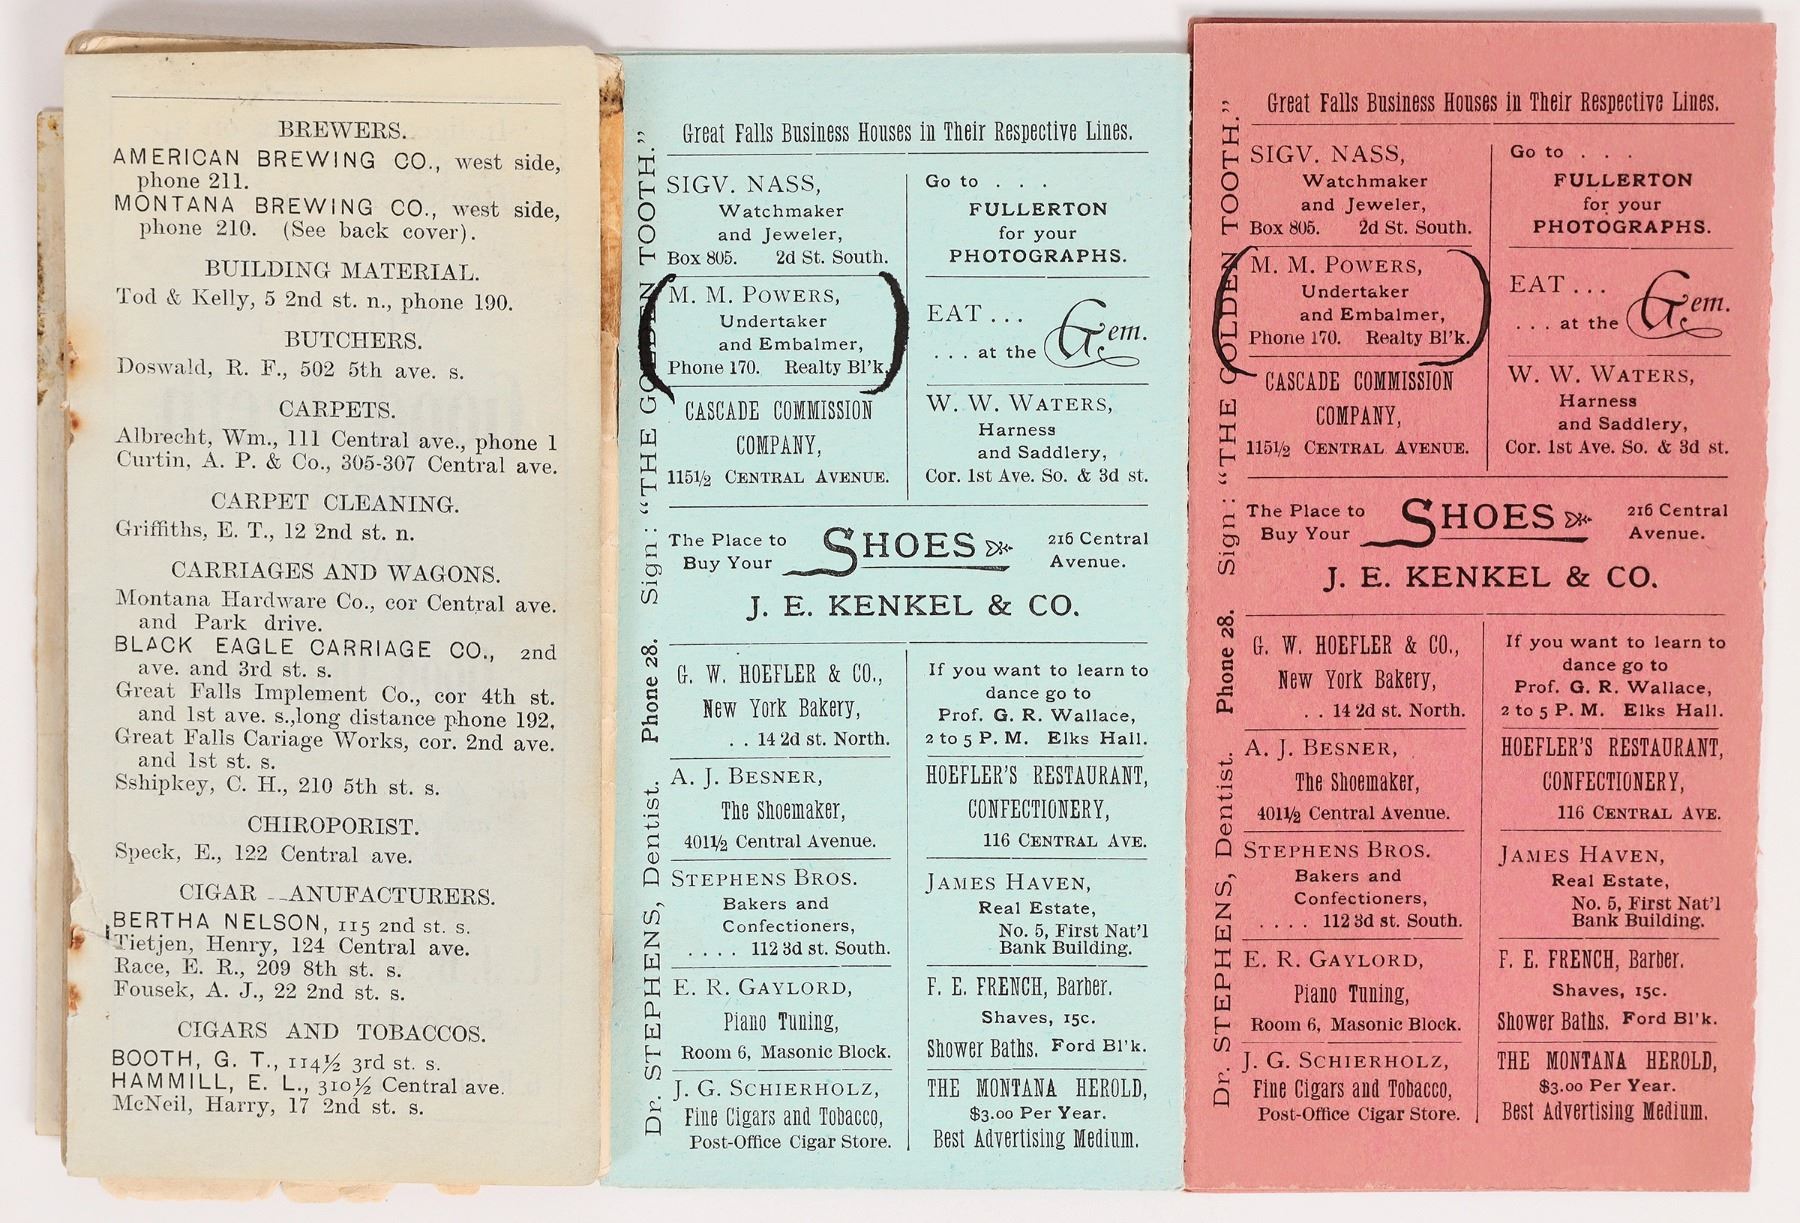 BREWERS.
AMERICAN BREWING CO., west side,
phone 211.
MONTANA BREWING CO., west side,
phone 210. (See back cover).
BUILDING MATERIAL.
Tod & Kelly, 5 2nd st. n., phone 190.
BUTCHERS.
Doswald, R. F., 502 5th ave. s.
CARPETS.
Albrecht, Wm., 111 Central ave., phone 1
Curtin, A. P. & Co., 305-307 Central ave.
CARPET CLEANING.
Griffiths, E. T., 12 2nd st. n.
CARRIAGES AND WAGONS.
Montana Hardware Co., cor Central ave.
and Park drive.
BLACK EAGLE CARRIAGE CO., 2nd
ave. and 3rd st. s.
Great Falls Implement Co., cor 4th st.
and 1st ave. s.,long distance phone 192.
Great Falls Cariage Works, cor. 2nd ave.
and 1st st. s.
Sshipkey, C. H., 210 5th st. s.
CHIROPORIST.
Speck, E., 122 Central ave.
CIGAR --ANUFACTURERS.
BERTHA NELSON, 115 2nd st. s.
Tietjen, Henry, 124 Central ave.
Race, E. R., 209 8th st. s.
Fousek, A. J., 22 2nd st. s.
CIGARS AND TOBACCOS.
BOOTH, G. T., 114½ 3rd st. s.
HAMMILL, E. L., 310½ Central ave.
McNeil, Harry, 17 2nd st. s.
Dr. STEPHENS, Dentist. Phone 28. Sign: "THE GOLDEN TOOTH."
Great Falls Business Houses in Their Respective Lines.
SIGV. NASS,
Watchmaker
and Jeweler,
Box 805. 2d St. South.
M. M. POWERS,
Undertaker
and Embalmer,
Phone 170. Realty Bl'k.
CASCADE COMMISSION
COMPANY,
115½ CENTRAL AVENUE.
Go to . . .
FULLERTON
for your
PHOTOGRAPHS.
EAT . . .
. . . at the Gem.
W. W. WATERS,
Harness
and Saddlery,
Cor. 1st Ave. So. & 3d st.
The Place to
Buy Your
SHOES
216 Central
Avenue.
J. E. KENKEL & CO.
G. W. HOEFLER & CO.,
New York Bakery,
. . 14 2d st. North.
A. J. BESNER,
The Shoemaker,
401½ Central Avenue.
STEPHENS BROS.
Bakers and
Confectioners,
. . . . 112 3d st. South.
E. R. GAYLORD,
Piano Tuning,
Room 6, Masonic Block.
J. G. SCHIERHOLZ,
Fine Cigars and Tobacco,
Post-Office Cigar Store.
If you want to learn to
dance go to
Prof. G. R. Wallace,
2 to 5 P. M. Elks Hall.
HOEFLER'S RESTAURANT,
CONFECTIONERY,
116 CENTRAL AVE.
JAMES HAVEN,
Real Estate,
No. 5, First Nat'l
Bank Building.
F. E. FRENCH, Barber.
Shaves, 15c.
Shower Baths. Ford Bl'k.
THE MONTANA HEROLD,
$3.00 Per Year.
Best Advertising Medium.
Dr. STEPHENS, Dentist. Phone 28. Sign: "THE GOLDEN TOOTH."
Great Falls Business Houses in Their Respective Lines.
SIGV. NASS,
Watchmaker
and Jeweler,
Box 805. 2d St. South.
M. M. POWERS,
Undertaker
and Embalmer,
Phone 170. Realty Bl'k.
CASCADE COMMISSION
COMPANY,
115½ CENTRAL AVENUE.
Go to . . .
FULLERTON
for your
PHOTOGRAPHS.
EAT . . .
. . . at the Gem.
W. W. WATERS,
Harness
and Saddlery,
Cor. 1st Ave. So. & 3d st.
The Place to
Buy Your
SHOES
216 Central
Avenue.
J. E. KENKEL & CO.
G. W. HOEFLER & CO.,
New York Bakery,
. . 14 2d st. North.
A. J. BESNER,
The Shoemaker,
401½ Central Avenue.
STEPHENS BROS.
Bakers and
Confectioners,
. . . . 112 3d st. South.
E. R. GAYLORD,
Piano Tuning,
Room 6, Masonic Block.
J. G. SCHIERHOLZ,
Fine Cigars and Tobacco,
Post-Office Cigar Store.
If you want to learn to
dance go to
Prof. G. R. Wallace,
2 to 5 P. M. Elks Hall.
HOEFLER'S RESTAURANT,
CONFECTIONERY,
116 CENTRAL AVE.
JAMES HAVEN,
Real Estate,
No. 5, First Nat'l
Bank Building.
F. E. FRENCH, Barber.
Shaves, 15c.
Shower Baths. Ford Bl'k.
THE MONTANA HEROLD,
$3.00 Per Year.
Best Advertising Medium.